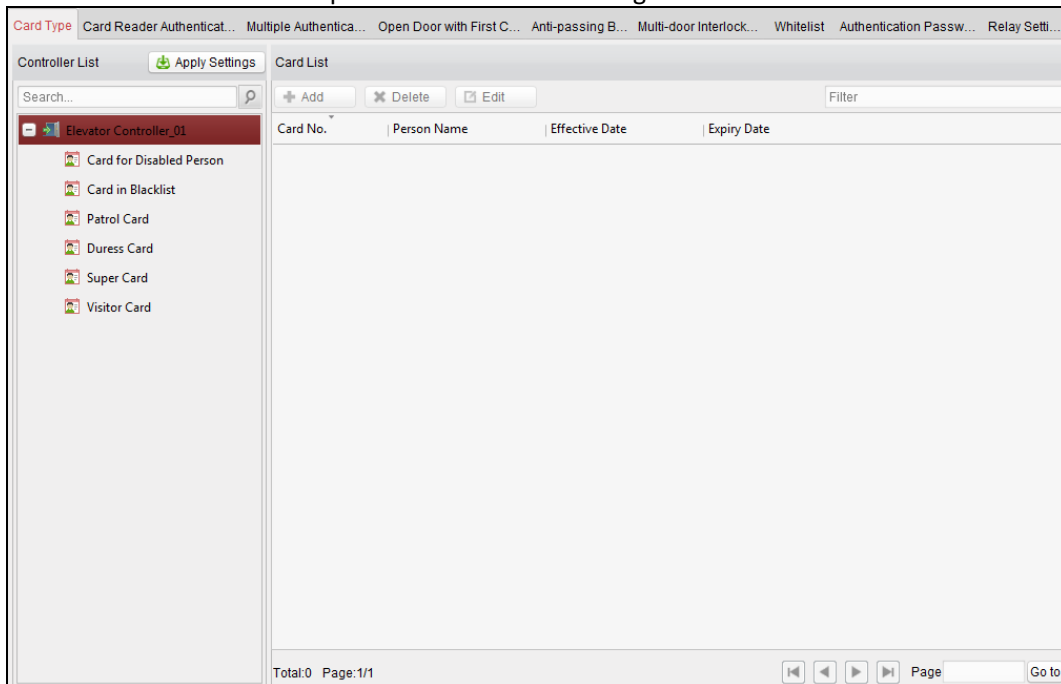 Card Type Card Reader Authenticat... Multiple Authentica... Open Door with First C... Anti-passing B... Multi-door Interlock... Whitelist Authentication Passw... Relay Setti...
Controller List Apply Settings Card List
Search... Add Delete Edit Filter
Elevator Controller_01 Card No. Person Name Effective Date Expiry Date
Card for Disabled Person
Card in Blacklist
Patrol Card
Duress Card
Super Card
Visitor Card
Total:0 Page:1/1 Page Go to